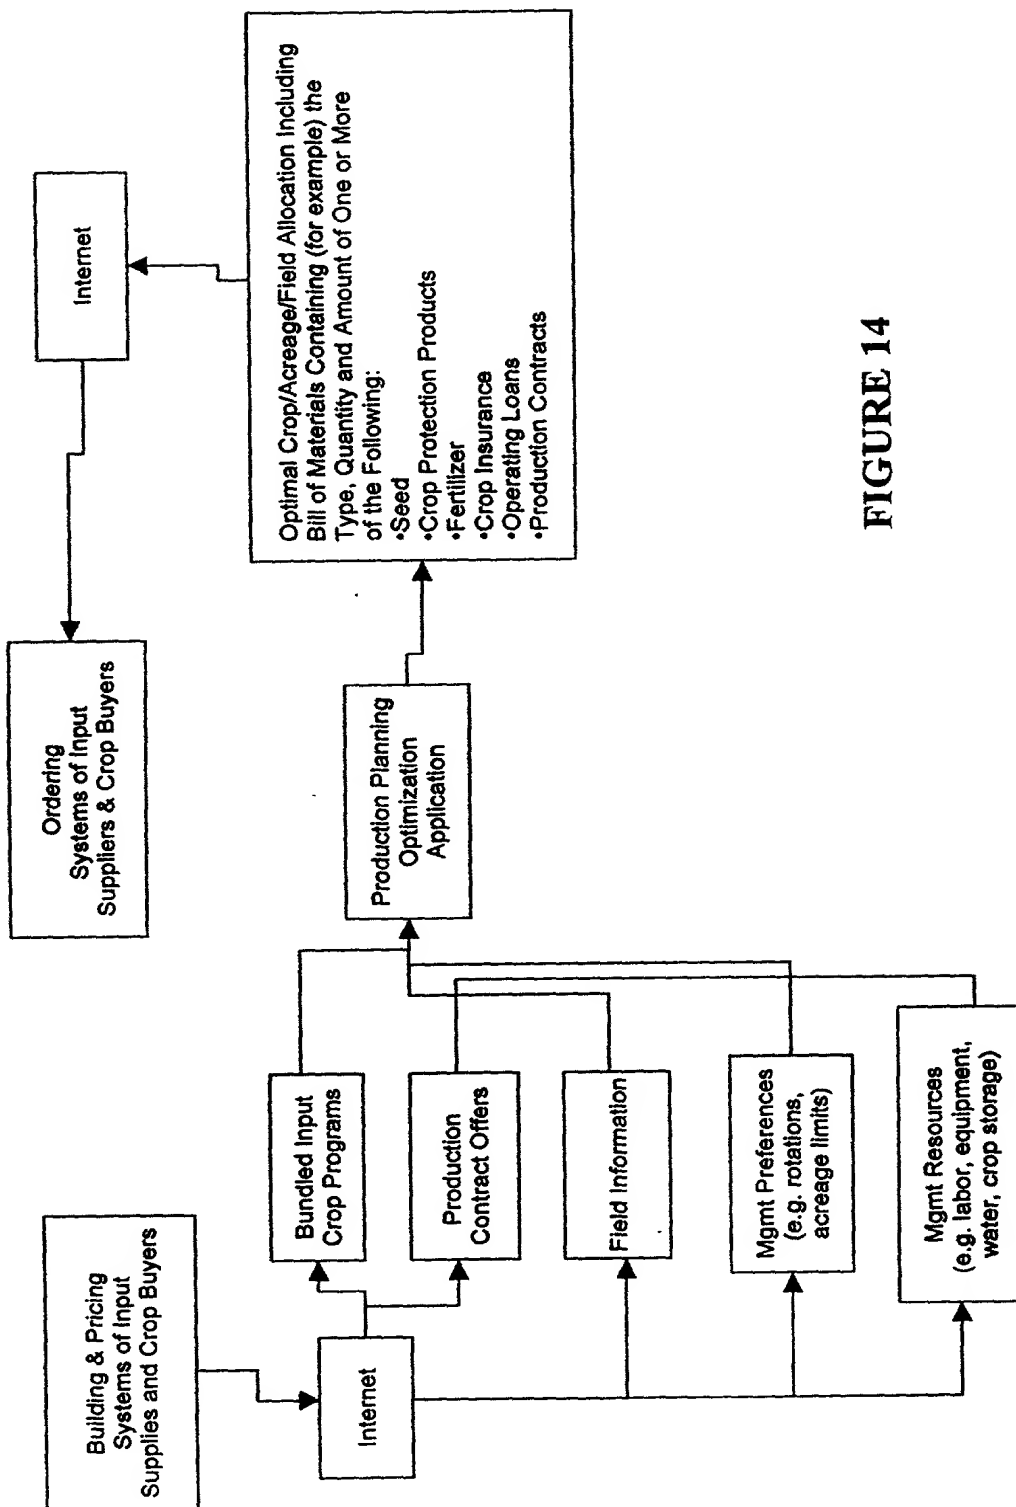 Building & Pricing
Systems of Input
Supplies and Crop Buyers
Internet
Bundled Input
Crop Programs
Production
Contract Offers
Field Information
Mgmt Preferences
(e.g. rotations,
acreage limits)
Mgmt Resources
(e.g. labor, equipment,
water, crop storage)
Production Planning
Optimization
Application
Ordering
Systems of Input
Suppliers & Crop Buyers
Internet
Optimal Crop/Acreage/Field Allocation Including
Bill of Materials Containing (for example) the
Type, Quantity and Amount of One or More
of the Following:
•Seed
•Crop Protection Products
•Fertilizer
•Crop Insurance
•Operating Loans
•Production Contracts
FIGURE 14